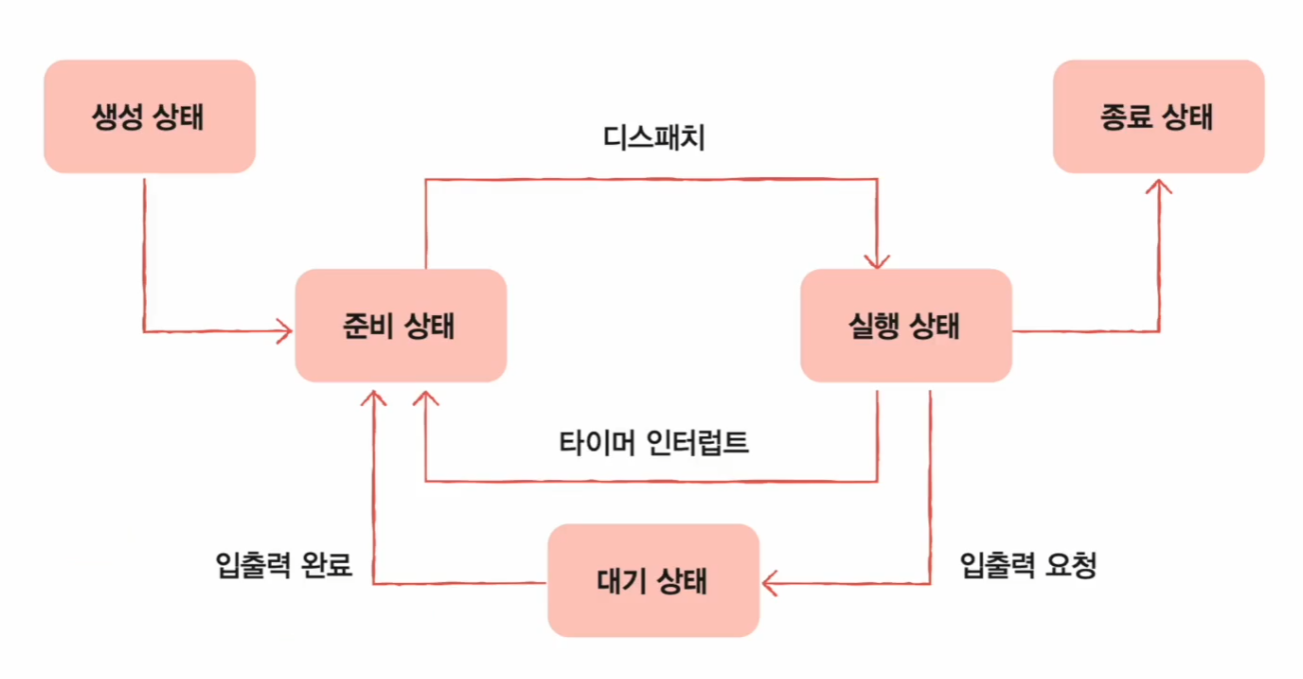 생성 상태
종료 상태
디스패치
준비 상태
실행 상태
타이머 인터럽트
입출력 완료
대기 상태
입출력 요청